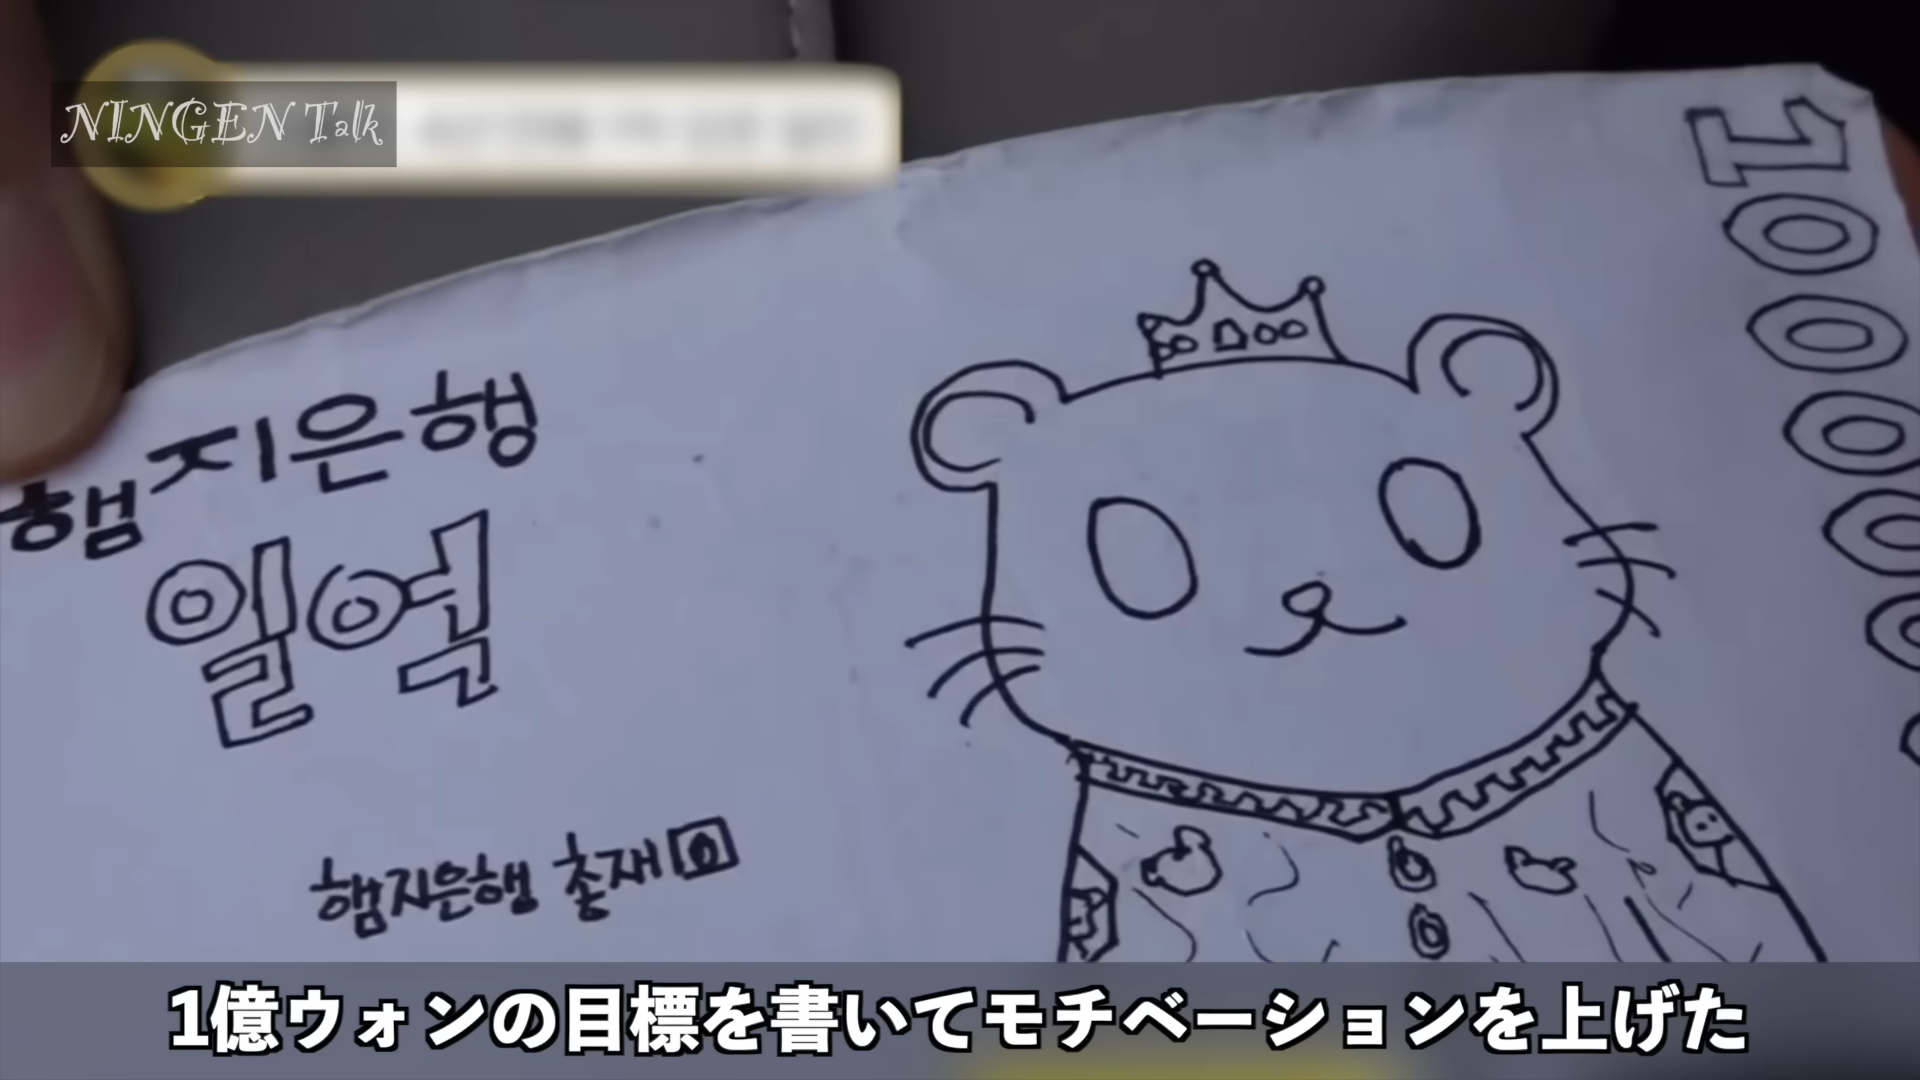 NINGEN Talk
햄지은행
일억
햄지은행 총재
1000000
1億ウォンの目標を書いてモチベーションを上げた